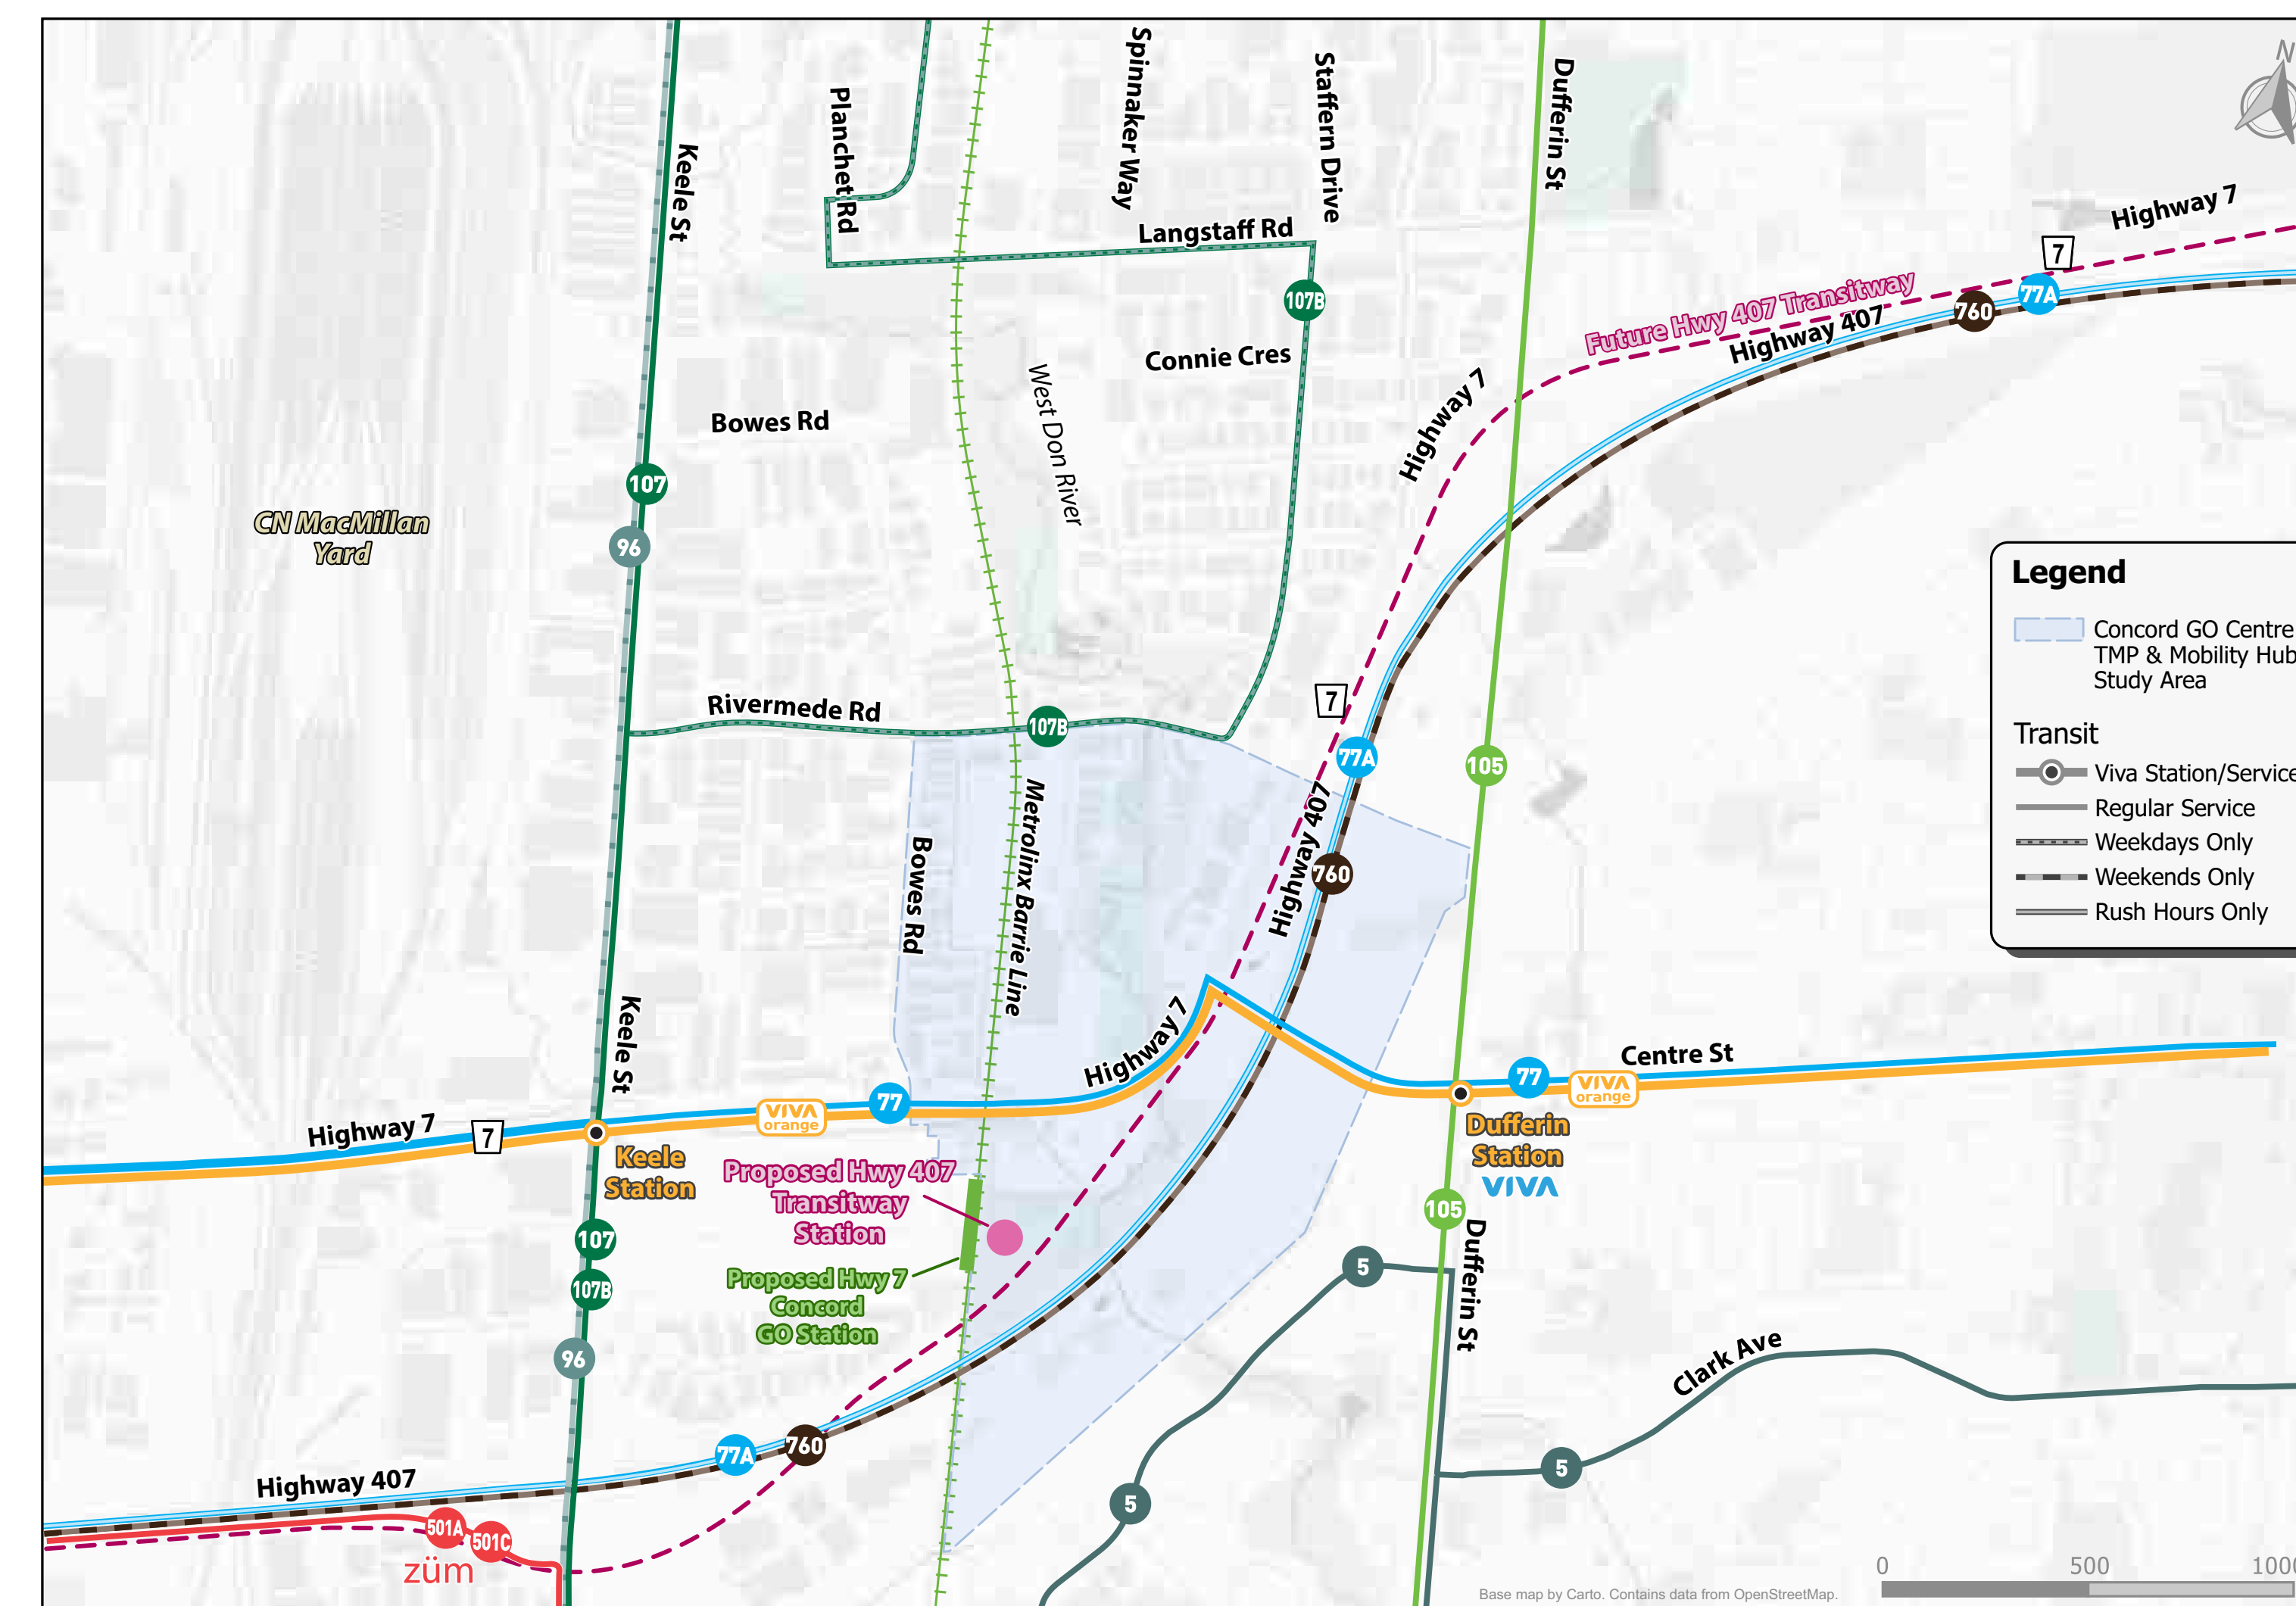 N
Keele St
Planchet Rd
Spinnaker Way
Staffern Drive
Dufferin St
Langstaff Rd
Highway 7
7
107B
77A
760
Future Hwy 407 Transitway
Highway 407
Connie Cres
West Don River
Highway 7
Bowes Rd
107
96
CN MacMillan
Yard
Legend
Concord GO Centre
TMP & Mobility Hub
Study Area
Transit
Viva Station/Service
Regular Service
Weekdays Only
Weekends Only
Rush Hours Only
Rivermede Rd
107B
7
77A
105
Metrolinx Barrie Line
Bowes Rd
Highway 407
760
Keele St
Highway 7
Centre St
77
VIVA
orange
77
VIVA
orange
Highway 7
7
Keele
Station
Dufferin
Station
VIVA
Proposed Hwy 407
Transitway
Station
107
105
Dufferin St
Proposed Hwy 7
Concord
GO Station
107B
5
96
Clark Ave
77A
760
5
5
Highway 407
501A
501C
züm
0
500
1000
Base map by Carto. Contains data from OpenStreetMap.